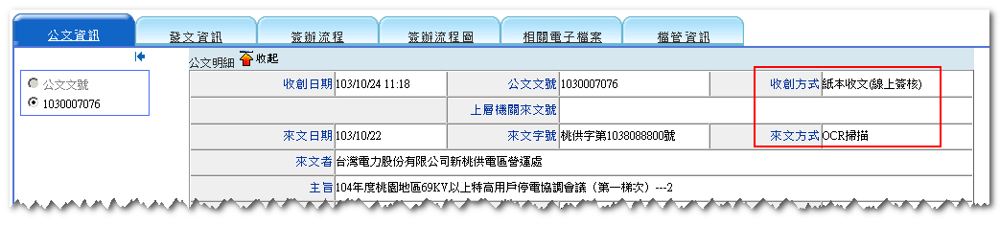 公文資訊 發文資訊 簽辦流程 簽辦流程圖 相關電子檔案 檔管資訊
公文文號
1030007076
公文明細 收起
收創日期 103/10/24 11:18 公文文號 1030007076 收創方式 紙本收文(線上簽核)
上層機關來文號
來文日期 103/10/22 來文字號 桃供字第1038088800號 來文方式 OCR掃描
來文者 台灣電力股份有限公司新桃供電區營運處
主旨 104年度桃園地區69KV以上特高用戶停電協調會議（第一梯次）---2